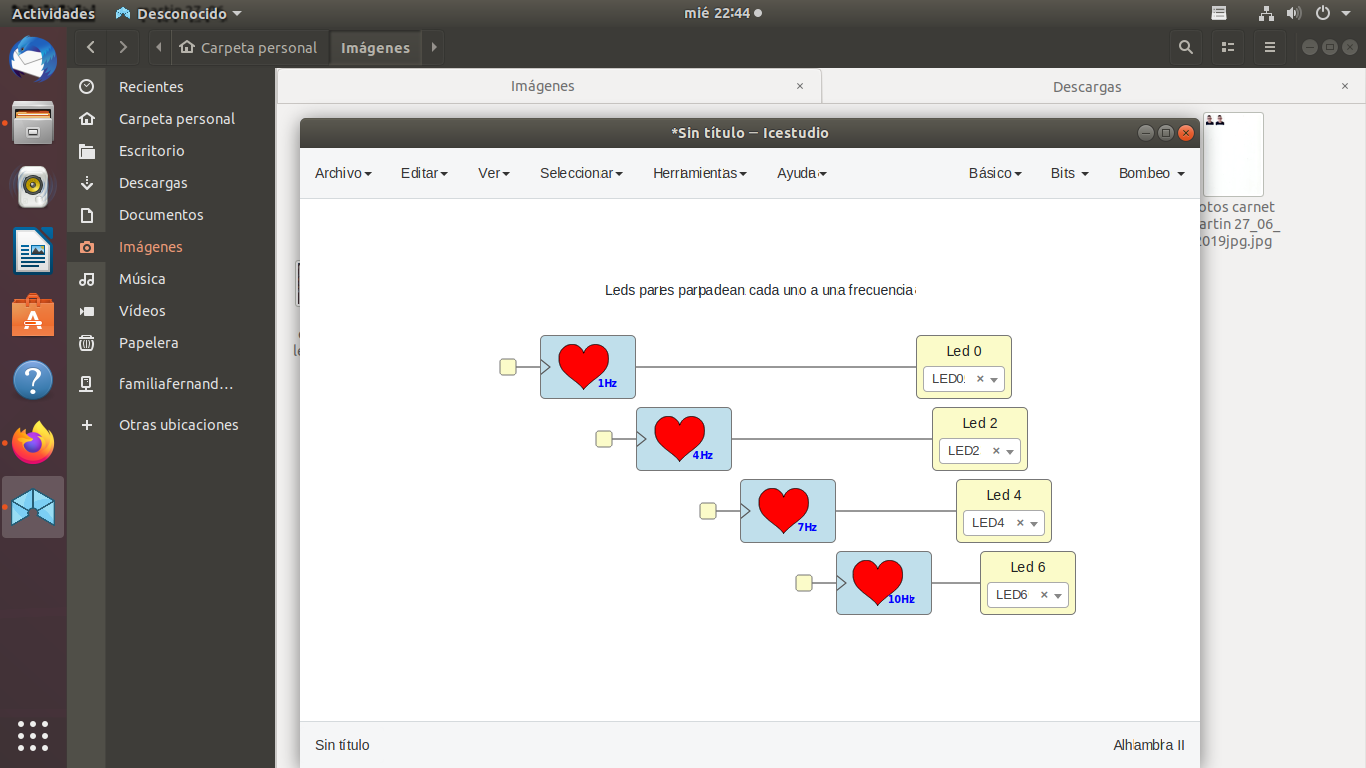 Actividades
Desconocido
mié 22:44
Carpeta personal
Imágenes
Recientes
Carpeta personal
Escritorio
Descargas
Documentos
Imágenes
Música
Vídeos
Papelera
familiafernand...
Otras ubicaciones
Imágenes ×
Descargas ×
*Sin título — Icestudio
Archivo
Editar
Ver
Seleccionar
Herramientas
Ayuda
Básico
Bits
Bombeo
Leds pares parpadean cada uno a una frecuencia
1Hz
Led 0
LED0
4Hz
Led 2
LED2
7Hz
Led 4
LED4
10Hz
Led 6
LED6
Sin título
Alhambra II
otos carnet
artin 27_06_
2019jpg.jpg